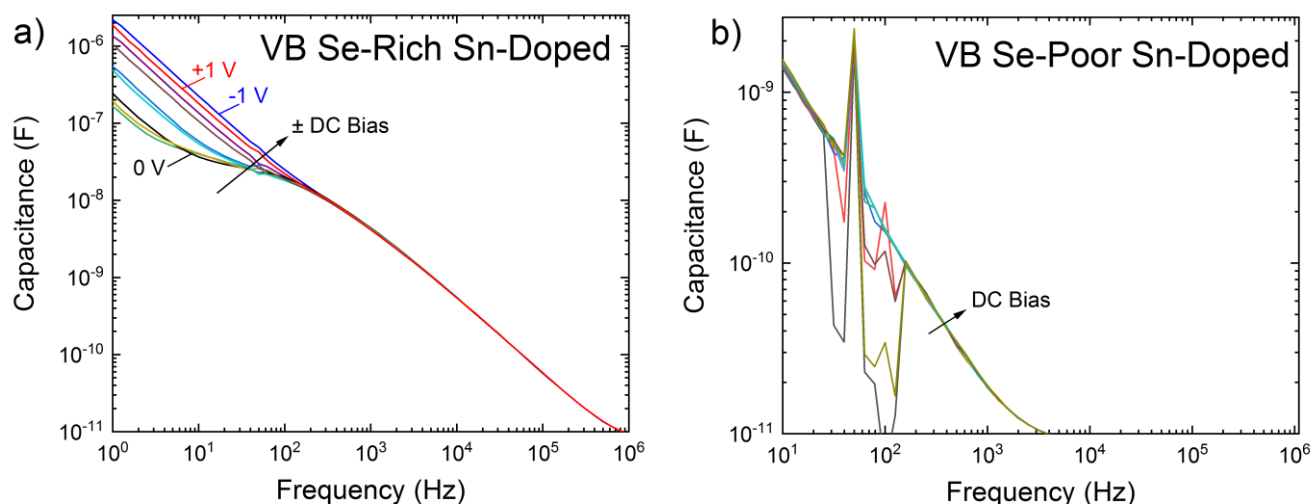 a)
VB Se-Rich Sn-Doped
+1 V
-1 V
± DC Bias
0 V
10⁻⁶
10⁻⁷
10⁻⁸
10⁻⁹
10⁻¹⁰
10⁻¹¹
Capacitance (F)
10⁰ 10¹ 10² 10³ 10⁴ 10⁵ 10⁶
Frequency (Hz)
b)
VB Se-Poor Sn-Doped
DC Bias
10⁻⁹
10⁻¹⁰
10⁻¹¹
Capacitance (F)
10¹ 10² 10³ 10⁴ 10⁵ 10⁶
Frequency (Hz)